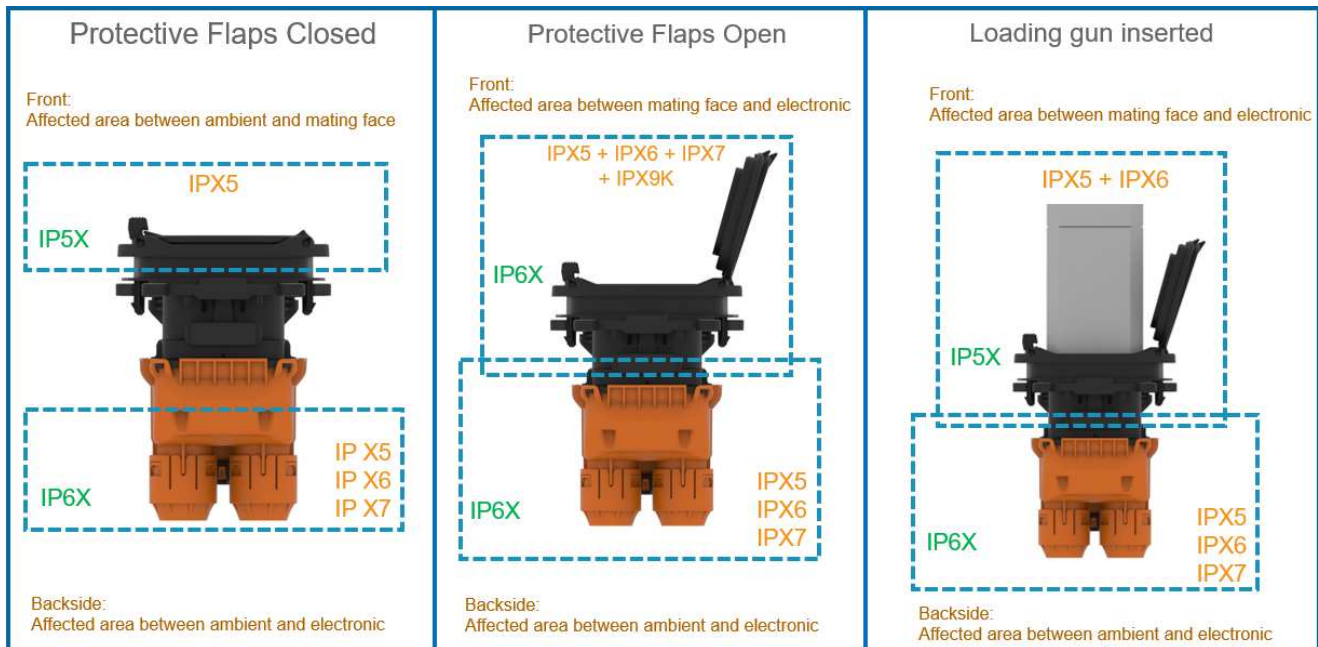 Protective Flaps Closed
Front:
Affected area between ambient and mating face
IPX5
IP5X
IP X5
IP X6
IP6X
IP X7
Backside:
Affected area between ambient and electronic
Protective Flaps Open
Front:
Affected area between mating face and electronic
IPX5 + IPX6 + IPX7
+ IPX9K
IP6X
IPX5
IP6X
IPX6
IPX7
Backside:
Affected area between ambient and electronic
Loading gun inserted
Front:
Affected area between mating face and electronic
IPX5 + IPX6
IP5X
IPX5
IP6X
IPX6
IPX7
Backside:
Affected area between ambient and electronic